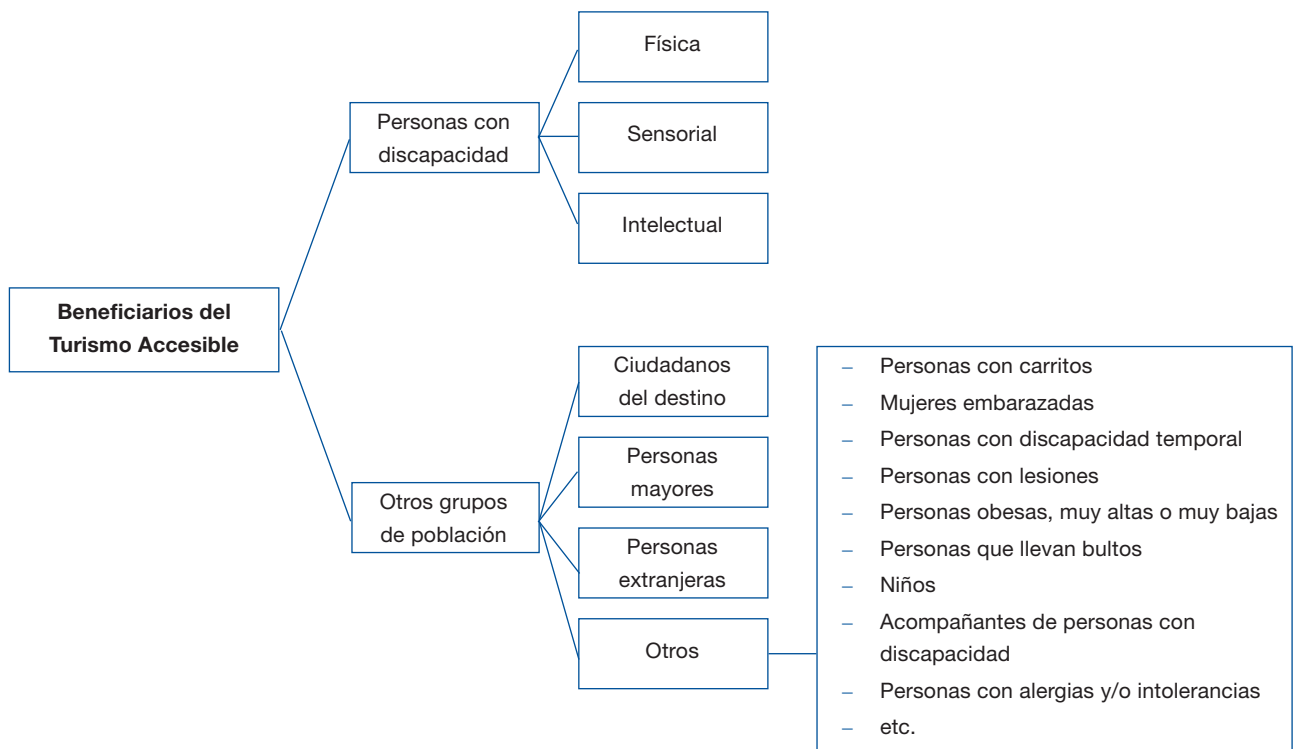 Física
Personas con
discapacidad
Sensorial
Intelectual
Beneficiarios del
Turismo Accesible
Otros grupos
de población
Ciudadanos
del destino
Personas
mayores
Personas
extranjeras
Otros
– Personas con carritos
– Mujeres embarazadas
– Personas con discapacidad temporal
– Personas con lesiones
– Personas obesas, muy altas o muy bajas
– Personas que llevan bultos
– Niños
– Acompañantes de personas con
discapacidad
– Personas con alergias y/o intolerancias
– etc.